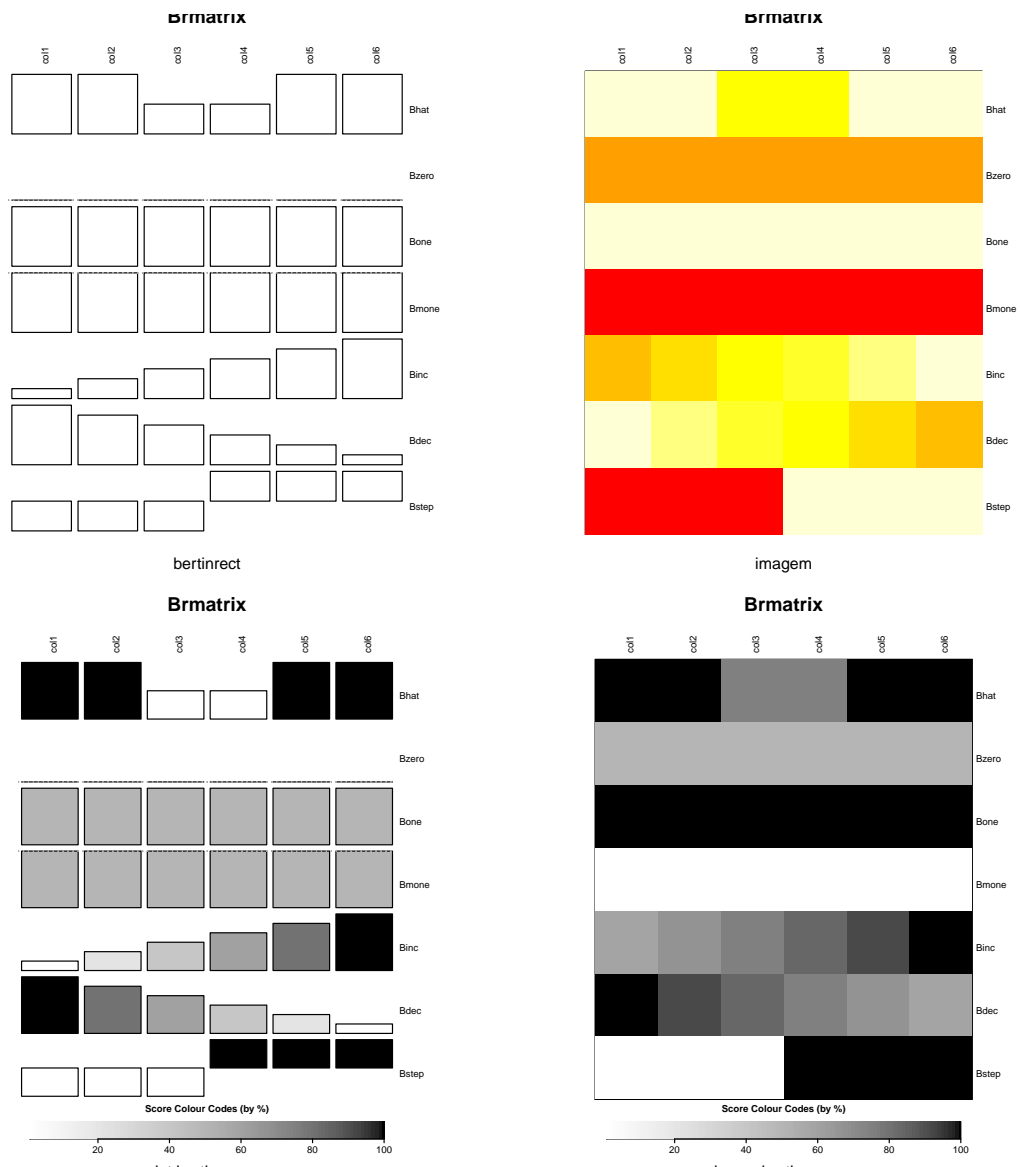 Brmatrix
col1 col2 col3 col4 col5 col6
Bhat
Bzero
Bone
Bmone
Binc
Bdec
Bstep
bertinrect
Brmatrix
col1 col2 col3 col4 col5 col6
Bhat
Bzero
Bone
Bmone
Binc
Bdec
Bstep
imagem
Brmatrix
col1 col2 col3 col4 col5 col6
Bhat
Bzero
Bone
Bmone
Binc
Bdec
Bstep
Score Colour Codes (by %)
20 40 60 80 100
Brmatrix
col1 col2 col3 col4 col5 col6
Bhat
Bzero
Bone
Bmone
Binc
Bdec
Bstep
Score Colour Codes (by %)
20 40 60 80 100